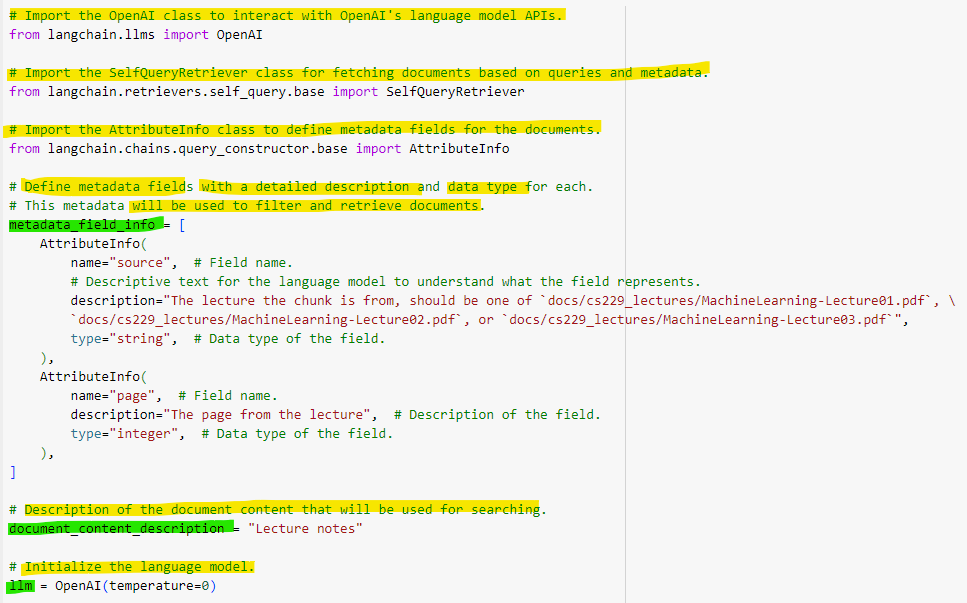 # Import the OpenAI class to interact with OpenAI's language model APIs.
from langchain.llms import OpenAI
# Import the SelfQueryRetriever class for fetching documents based on queries and metadata.
from langchain.retrievers.self_query.base import SelfQueryRetriever
# Import the AttributeInfo class to define metadata fields for the documents.
from langchain.chains.query_constructor.base import AttributeInfo
# Define metadata fields with a detailed description and data type for each.
# This metadata will be used to filter and retrieve documents.
metadata_field_info = [
    AttributeInfo(
        name="source",  # Field name.
        # Descriptive text for the language model to understand what the field represents.
        description="The lecture the chunk is from, should be one of `docs/cs229_lectures/MachineLearning-Lecture01.pdf`, \
        `docs/cs229_lectures/MachineLearning-Lecture02.pdf`, or `docs/cs229_lectures/MachineLearning-Lecture03.pdf`",
        type="string",  # Data type of the field.
    ),
    AttributeInfo(
        name="page",  # Field name.
        description="The page from the lecture",  # Description of the field.
        type="integer",  # Data type of the field.
    ),
]
# Description of the document content that will be used for searching.
document_content_description = "Lecture notes"
# Initialize the language model.
llm = OpenAI(temperature=0)